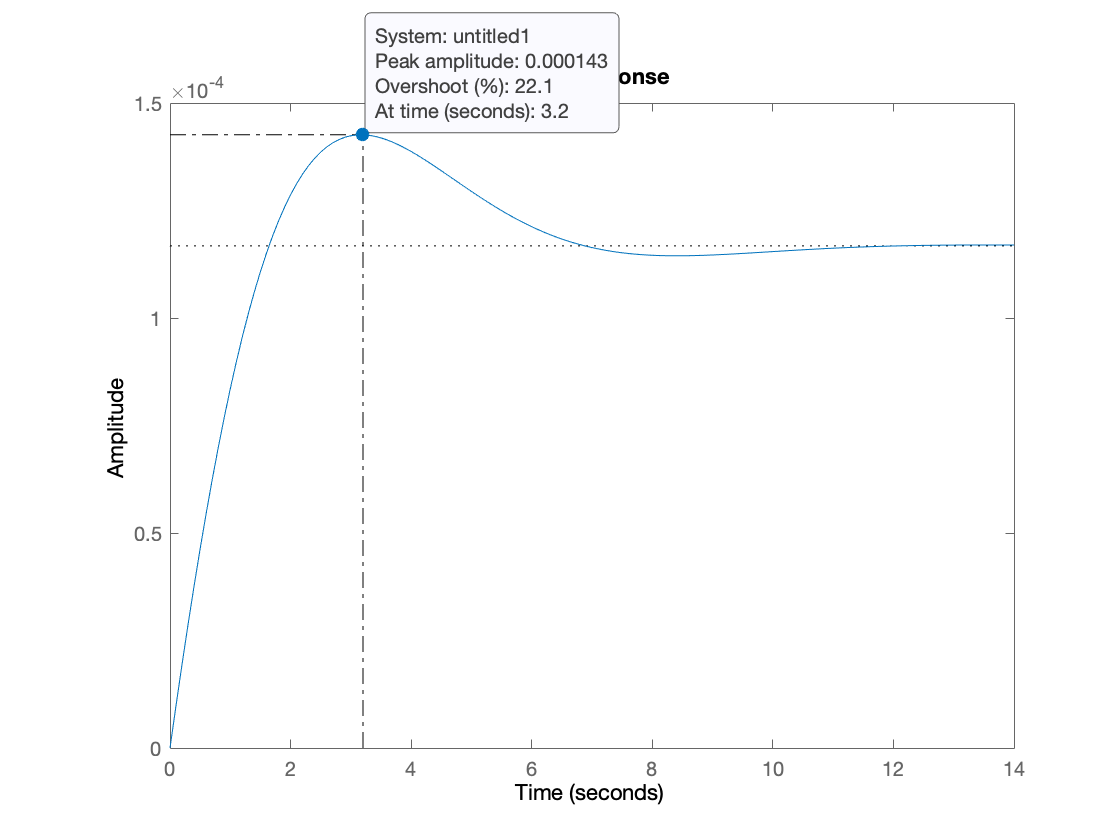 System: untitled1
Peak amplitude: 0.000143
Overshoot (%): 22.1
At time (seconds): 3.2
onse
×10-4
1.5
1
0.5
0
Amplitude
0 2 4 6 8 10 12 14
Time (seconds)